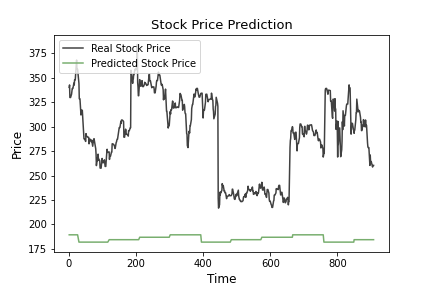 Stock Price Prediction
Real Stock Price
Predicted Stock Price
Price
375
350
325
300
275
250
225
200
175
0 200 400 600 800
Time